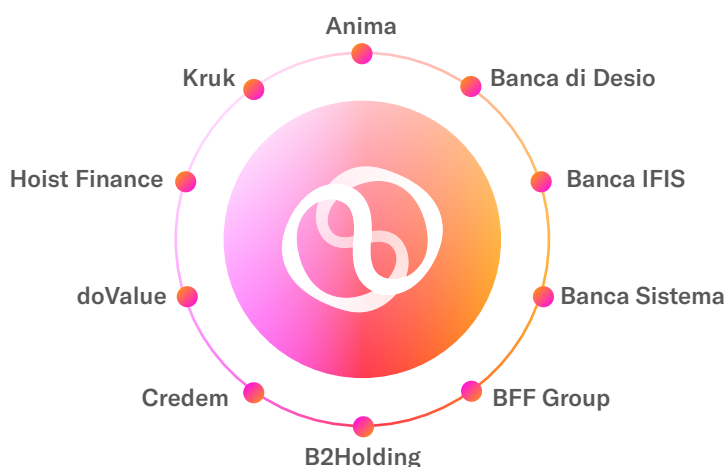 Anima
Kruk
Banca di Desio
Hoist Finance
Banca IFIS
doValue
Banca Sistema
Credem
BFF Group
B2Holding